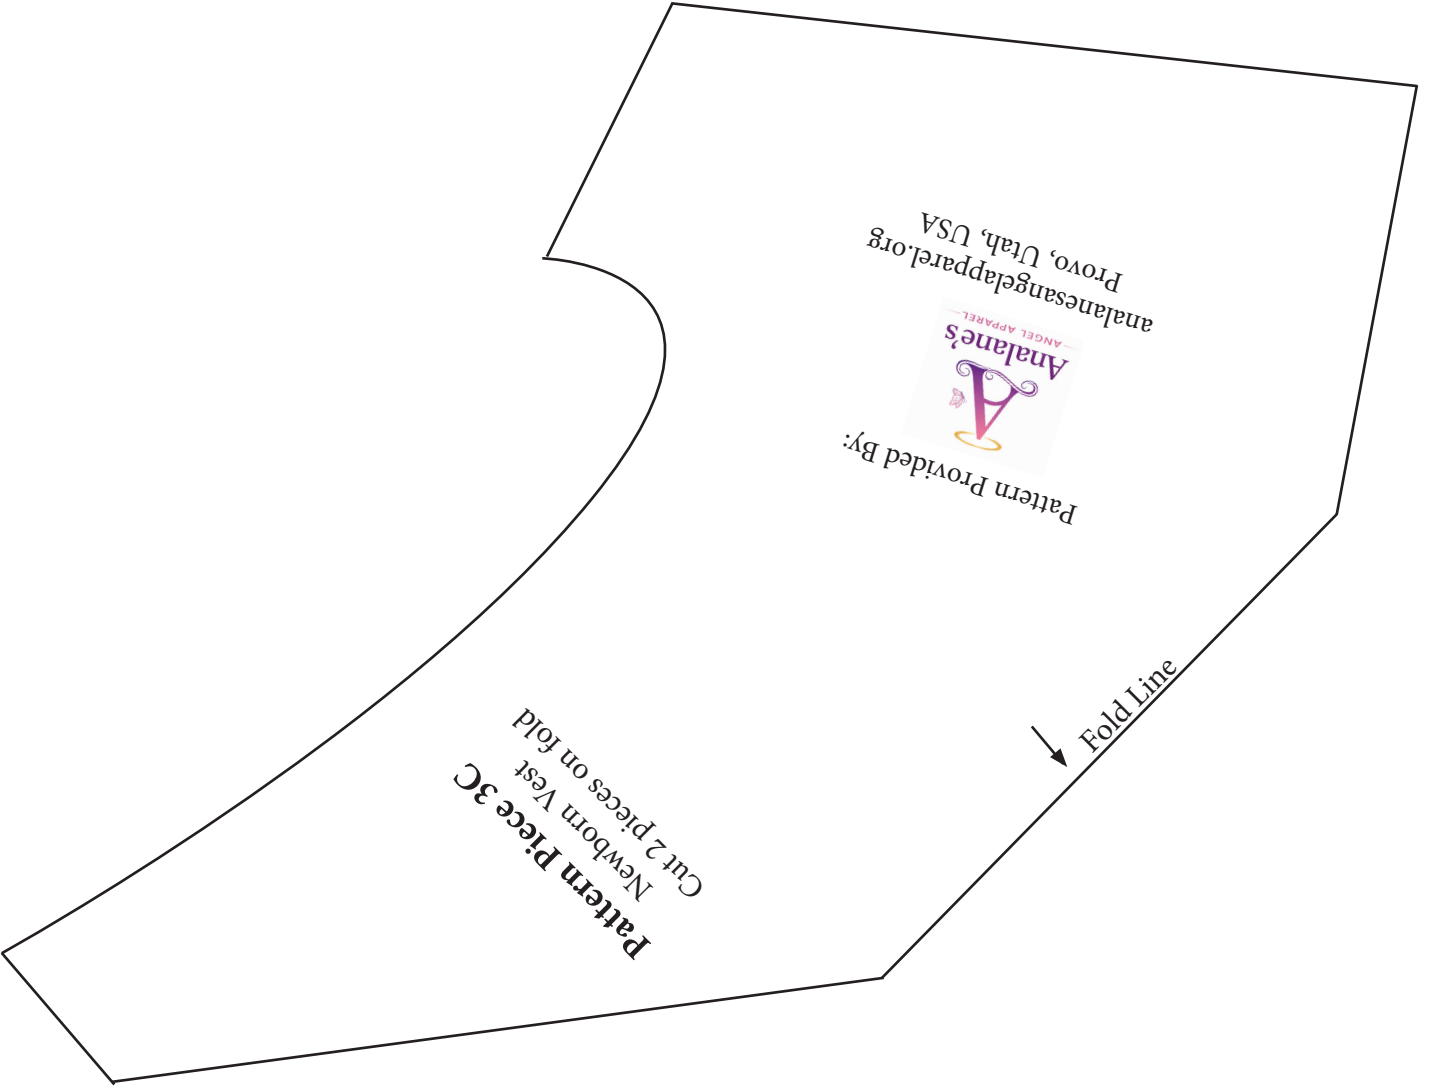 Pattern Piece 3C
Newborn Vest
Cut 2 pieces on fold
Pattern Provided By:
A
Analane's
ANGEL APPAREL
analanesangelapparel.org
Provo, Utah, USA
Fold Line